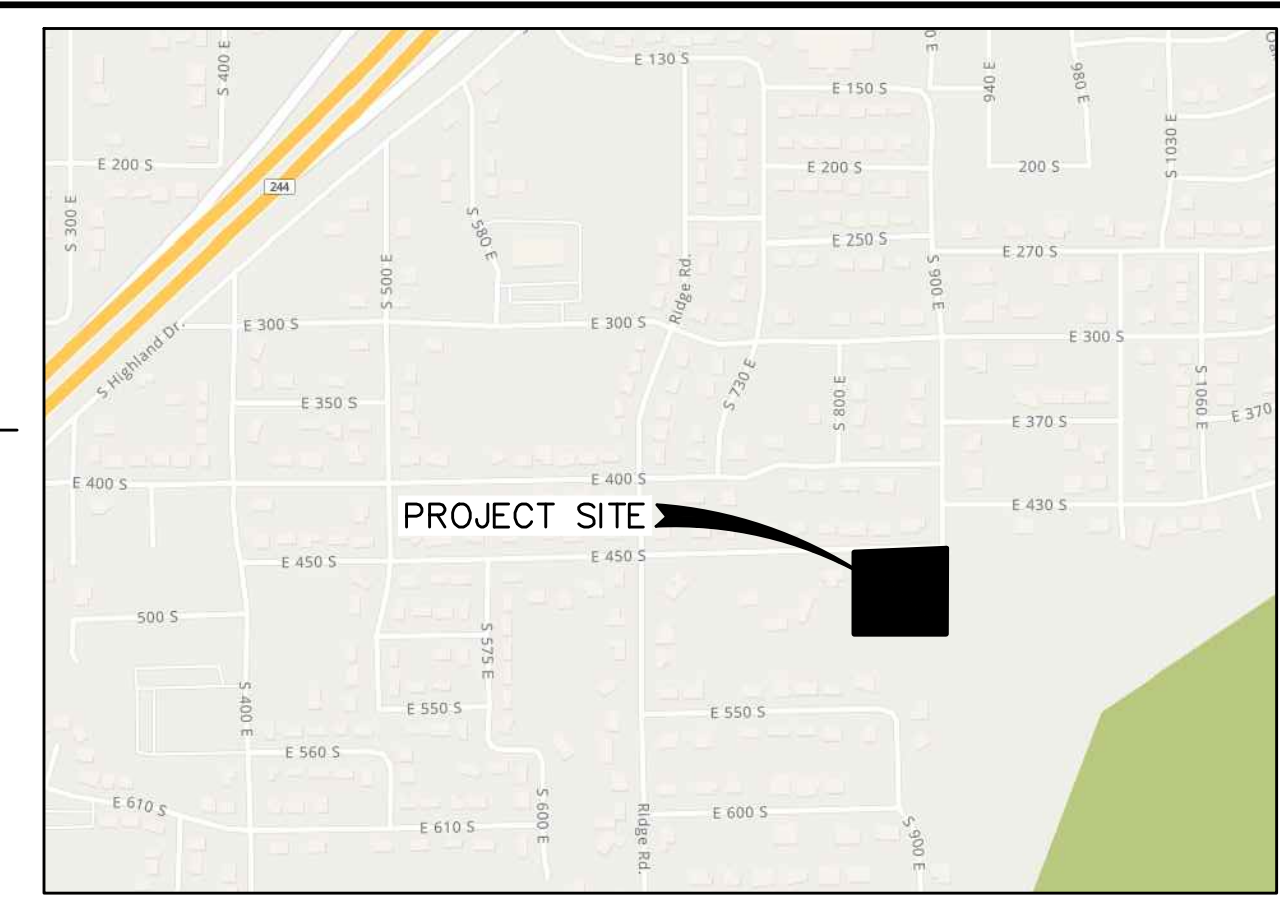 E 130 S
S 400 E
0 E
E 150 S
940 E
980 E
E 200 S
244
E 200 S
200 S
S 1030 E
S 300 E
S 580 E
E 250 S
E 270 S
S 500 E
Ridge Rd.
S 900 E
E 300 S
E 300 S
E 300 S
S Highland Dr.
S 730 E
S 800 E
S 1060 E
E 350 S
E 370 S
E 370
E 400 S
E 400 S
PROJECT SITE
E 430 S
E 450 S
E 450 S
500 S
S 575 E
S 400 E
E 550 S
E 550 S
E 560 S
E 610 S
E 610 S
S 600 E
Ridge Rd.
E 600 S
S 900 E